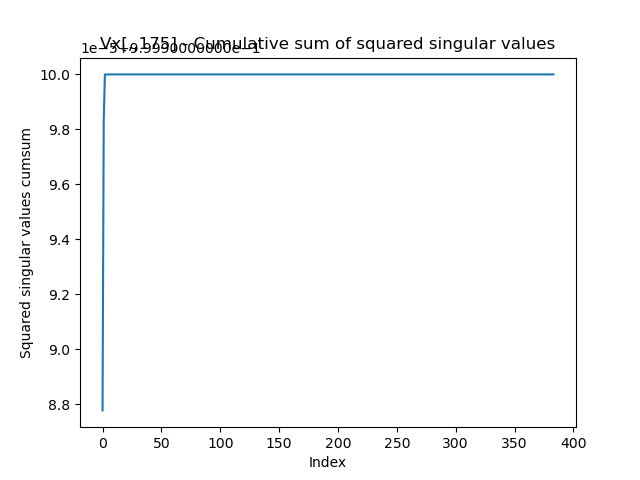 Vx[,,175] - Cumulative sum of squared singular values
1e−5+9.9990000000e−1
10.0
9.8
9.6
9.4
9.2
9.0
8.8
Squared singular values cumsum
0 50 100 150 200 250 300 350 400
Index